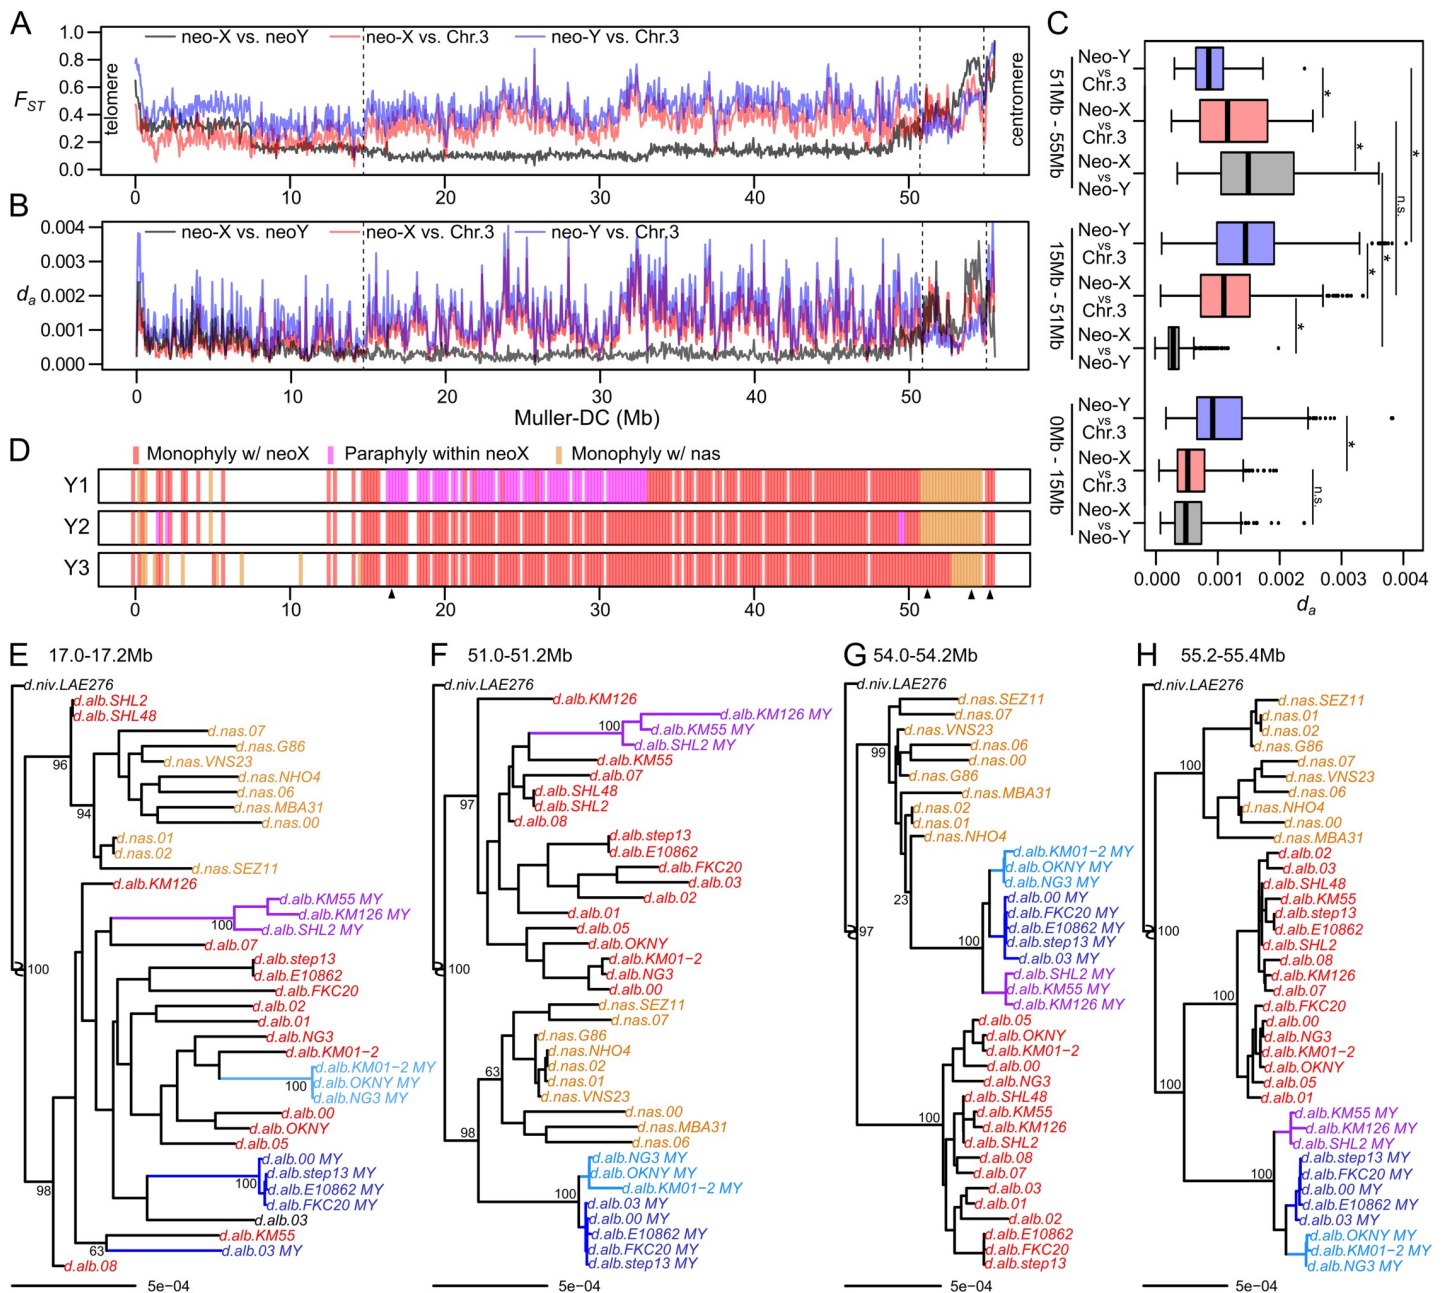 A
1.0
0.8
0.6
0.4
0.2
0.0
F_ST
neo-X vs. neoY
neo-X vs. Chr.3
neo-Y vs. Chr.3
telomere
centromere
0 10 20 30 40 50
B
0.004
0.003
0.002
0.001
0.000
d_a
neo-X vs. neoY
neo-X vs. Chr.3
neo-Y vs. Chr.3
0 10 20 30 40 50
Muller-DC (Mb)
C
51Mb - 55Mb
Neo-Y
vs
Chr.3
Neo-X
vs
Chr.3
Neo-X
vs
Neo-Y
15Mb - 51Mb
Neo-Y
vs
Chr.3
Neo-X
vs
Chr.3
Neo-X
vs
Neo-Y
0Mb - 15Mb
Neo-Y
vs
Chr.3
Neo-X
vs
Chr.3
Neo-X
vs
Neo-Y
*
*
*
n.s.
*
*
*
*
n.s.
0.000 0.001 0.002 0.003 0.004
d_a
D
Monophyly w/ neoX
Paraphyly within neoX
Monophyly w/ nas
Y1
Y2
Y3
0 10 20 30 40 50
E 17.0-17.2Mb
d.niv.LAE276
d.alb.SHL2
d.alb.SHL48
d.nas.07
d.nas.G86
d.nas.VNS23
96
d.nas.NHO4
d.nas.06
d.nas.MBA31
94
d.nas.00
d.nas.01
d.nas.02
d.nas.SEZ11
d.alb.KM126
d.alb.KM55 MY
d.alb.KM126 MY
100
d.alb.SHL2 MY
d.alb.07
d.alb.step13
100
d.alb.E10862
d.alb.FKC20
d.alb.02
d.alb.01
d.alb.NG3
d.alb.KM01−2
d.alb.KM01−2 MY
100
d.alb.OKNY MY
d.alb.NG3 MY
d.alb.00
d.alb.OKNY
d.alb.05
d.alb.00 MY
d.alb.step13 MY
98
100
d.alb.E10862 MY
d.alb.FKC20 MY
d.alb.03
d.alb.KM55
63
d.alb.03 MY
d.alb.08
5e−04
F 51.0-51.2Mb
d.niv.LAE276
d.alb.KM126
d.alb.KM126 MY
100
d.alb.KM55 MY
d.alb.SHL2 MY
d.alb.KM55
d.alb.07
d.alb.SHL48
97
d.alb.SHL2
d.alb.08
d.alb.step13
d.alb.E10862
d.alb.FKC20
d.alb.03
d.alb.02
d.alb.01
d.alb.05
d.alb.OKNY
100
d.alb.KM01−2
d.alb.NG3
d.alb.00
d.nas.SEZ11
d.nas.07
d.nas.G86
d.nas.NHO4
63
d.nas.02
d.nas.01
d.nas.VNS23
d.nas.00
d.nas.MBA31
98
d.nas.06
d.alb.NG3 MY
d.alb.OKNY MY
100
d.alb.KM01−2 MY
d.alb.03 MY
d.alb.00 MY
d.alb.E10862 MY
d.alb.FKC20 MY
d.alb.step13 MY
5e−04
G 54.0-54.2Mb
d.niv.LAE276
d.nas.SEZ11
d.nas.07
d.nas.VNS23
99
d.nas.06
d.nas.00
d.nas.G86
d.nas.MBA31
d.nas.02
d.nas.01
d.nas.NHO4
d.alb.KM01−2 MY
d.alb.OKNY MY
d.alb.NG3 MY
23
d.alb.00 MY
d.alb.FKC20 MY
97
d.alb.E10862 MY
100
d.alb.step13 MY
d.alb.03 MY
d.alb.SHL2 MY
d.alb.KM55 MY
d.alb.KM126 MY
d.alb.05
d.alb.OKNY
d.alb.KM01−2
d.alb.00
d.alb.NG3
d.alb.SHL48
100
d.alb.KM55
d.alb.KM126
d.alb.SHL2
d.alb.08
d.alb.07
d.alb.03
d.alb.01
d.alb.02
d.alb.E10862
d.alb.FKC20
d.alb.step13
5e−04
H 55.2-55.4Mb
d.niv.LAE276
d.nas.SEZ11
d.nas.01
d.nas.02
d.nas.G86
100
d.nas.07
d.nas.VNS23
d.nas.06
d.nas.NHO4
d.nas.00
d.nas.MBA31
d.alb.02
d.alb.03
d.alb.SHL48
d.alb.KM55
d.alb.step13
100
d.alb.E10862
d.alb.SHL2
d.alb.08
d.alb.KM126
100
d.alb.07
d.alb.FKC20
d.alb.00
d.alb.NG3
d.alb.KM01−2
d.alb.OKNY
100
d.alb.05
d.alb.01
d.alb.KM55 MY
d.alb.KM126 MY
d.alb.SHL2 MY
d.alb.step13 MY
100
d.alb.FKC20 MY
d.alb.00 MY
d.alb.E10862 MY
d.alb.03 MY
d.alb.OKNY MY
d.alb.KM01−2 MY
d.alb.NG3 MY
5e−04